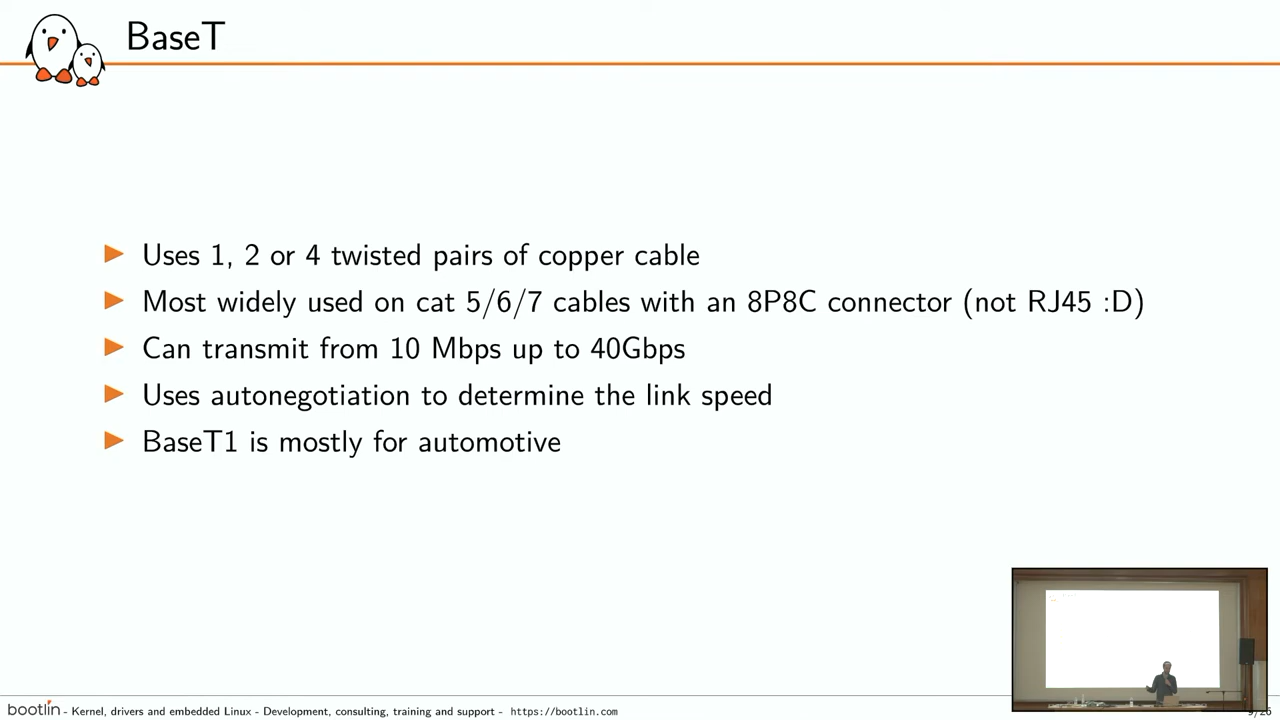 BaseT
Uses 1, 2 or 4 twisted pairs of copper cable
Most widely used on cat 5/6/7 cables with an 8P8C connector (not RJ45 :D)
Can transmit from 10 Mbps up to 40Gbps
Uses autonegotiation to determine the link speed
BaseT1 is mostly for automotive
bootlin - Kernel, drivers and embedded Linux - Development, consulting, training and support - https://bootlin.com